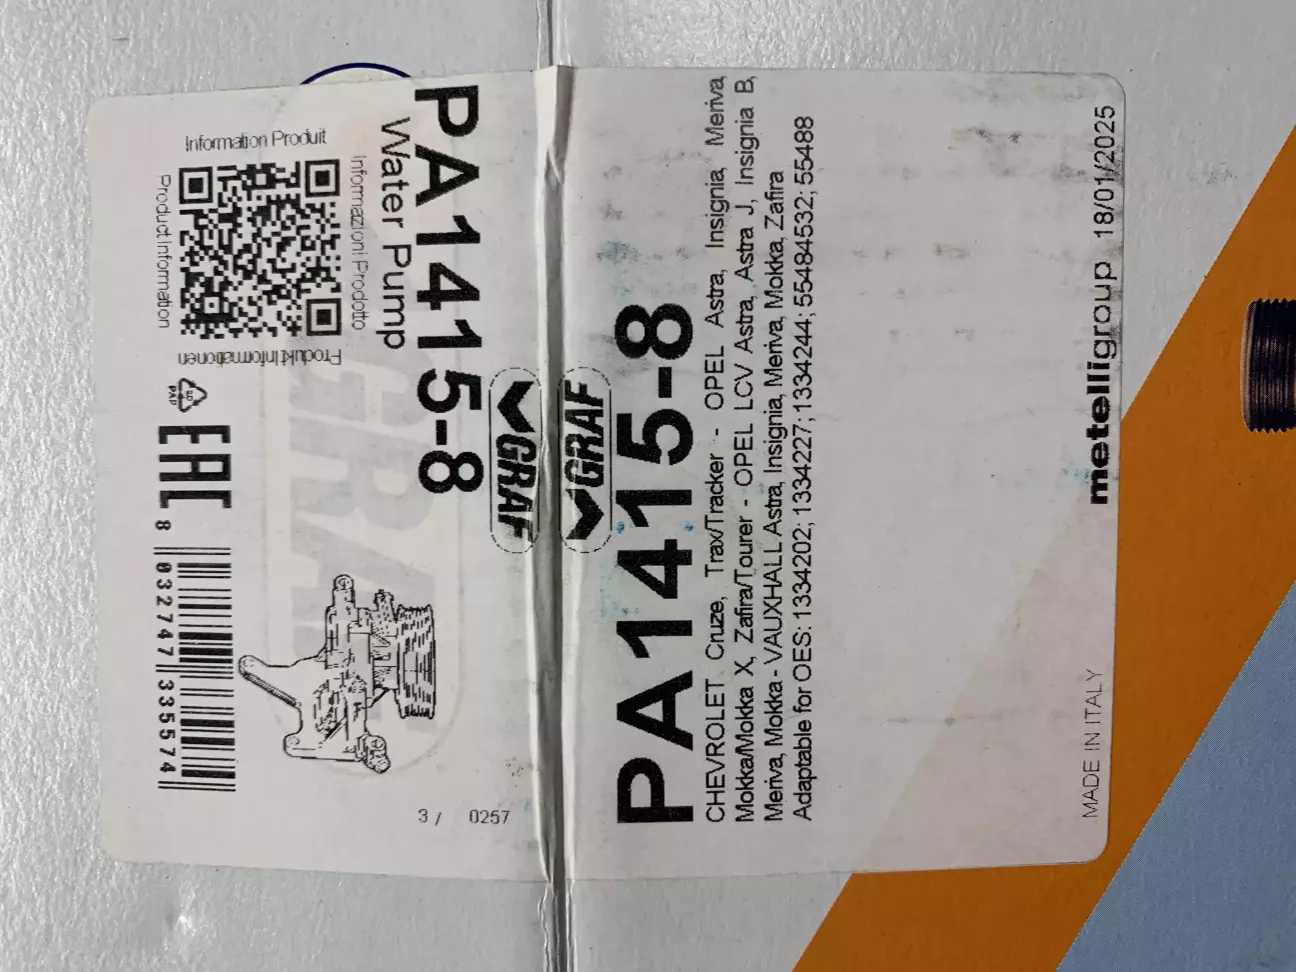 Information Produit
Product Information
Informazioni Prodotto
Produkt Informationen
PAP
EAC
8 032747 335574
PA1415-8
Water Pump
GRAF
3 / 0257
GRAF
PA1415-8
CHEVROLET Cruze, Trax/Tracker - OPEL Astra, Insignia, Meriva,
Mokka/Mokka X, Zafira/Tourer - OPEL LCV Astra, Astra J, Insignia B,
Meriva, Mokka - VAUXHALL Astra, Insignia, Meriva, Mokka, Zafira
Adaptable for OES: 1334202; 1334227; 1334244; 55484532; 55488
MADE IN ITALY
metelligroup 18/01/2025